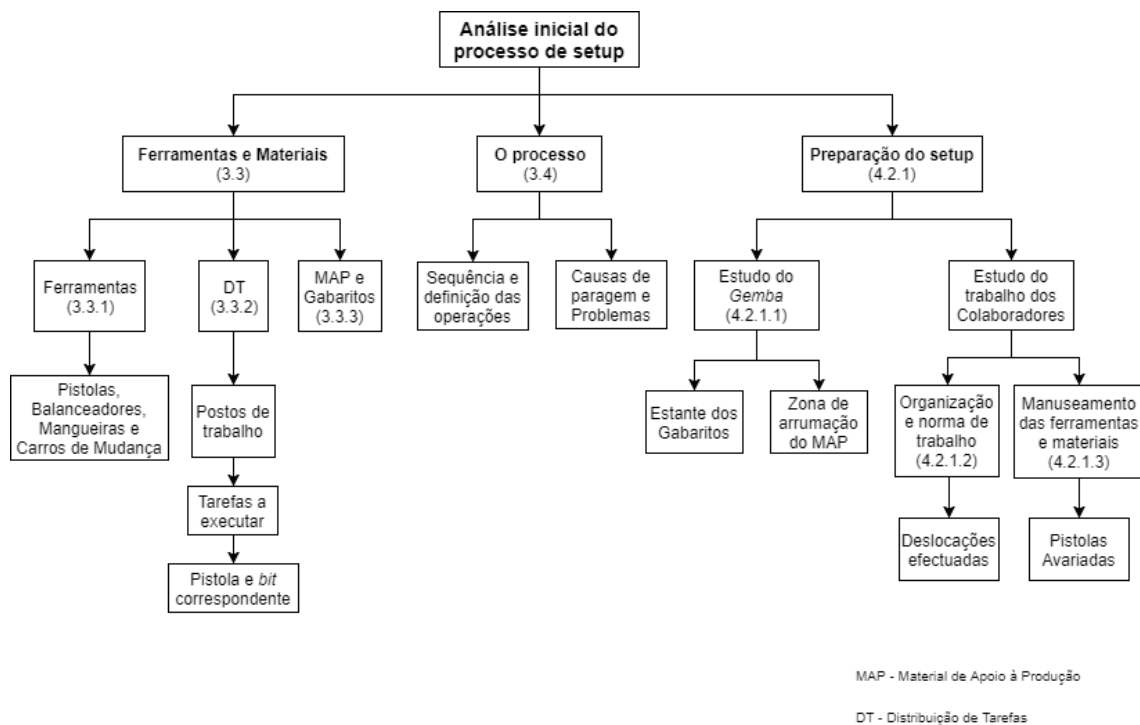 Análise inicial do
processo de setup
Ferramentas e Materiais
(3.3)
O processo
(3.4)
Preparação do setup
(4.2.1)
Ferramentas
(3.3.1)
DT
(3.3.2)
MAP e
Gabaritos
(3.3.3)
Sequência e
definição das
operações
Causas de
paragem e
Problemas
Estudo do
Gemba
(4.2.1.1)
Estudo do
trabalho dos
Colaboradores
Pistolas,
Balanceadores,
Mangueiras e
Carros de Mudança
Postos de
trabalho
Estante dos
Gabaritos
Zona de
arrumação
do MAP
Organização
e norma de
trabalho
(4.2.1.2)
Manuseamento
das ferramentas
e materiais
(4.2.1.3)
Tarefas a
executar
Deslocações
efectuadas
Pistolas
Avariadas
Pistola e bit
correspondente
MAP - Material de Apoio à Produção
DT - Distribuição de Tarefas